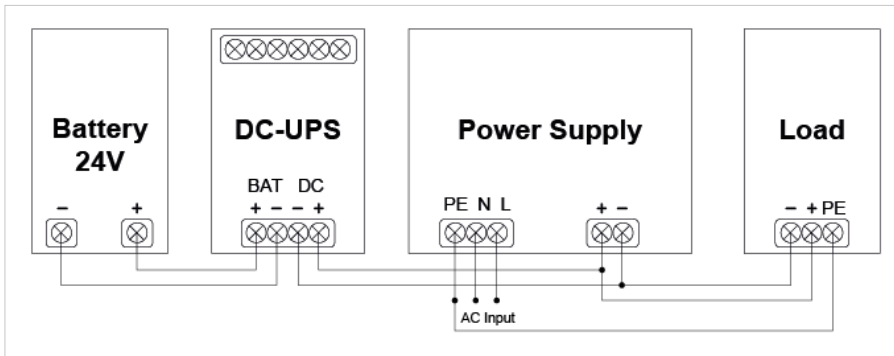 Battery
24V
- +
DC-UPS
BAT DC
+ - - +
Power Supply
PE N L
+ -
AC Input
Load
- + PE